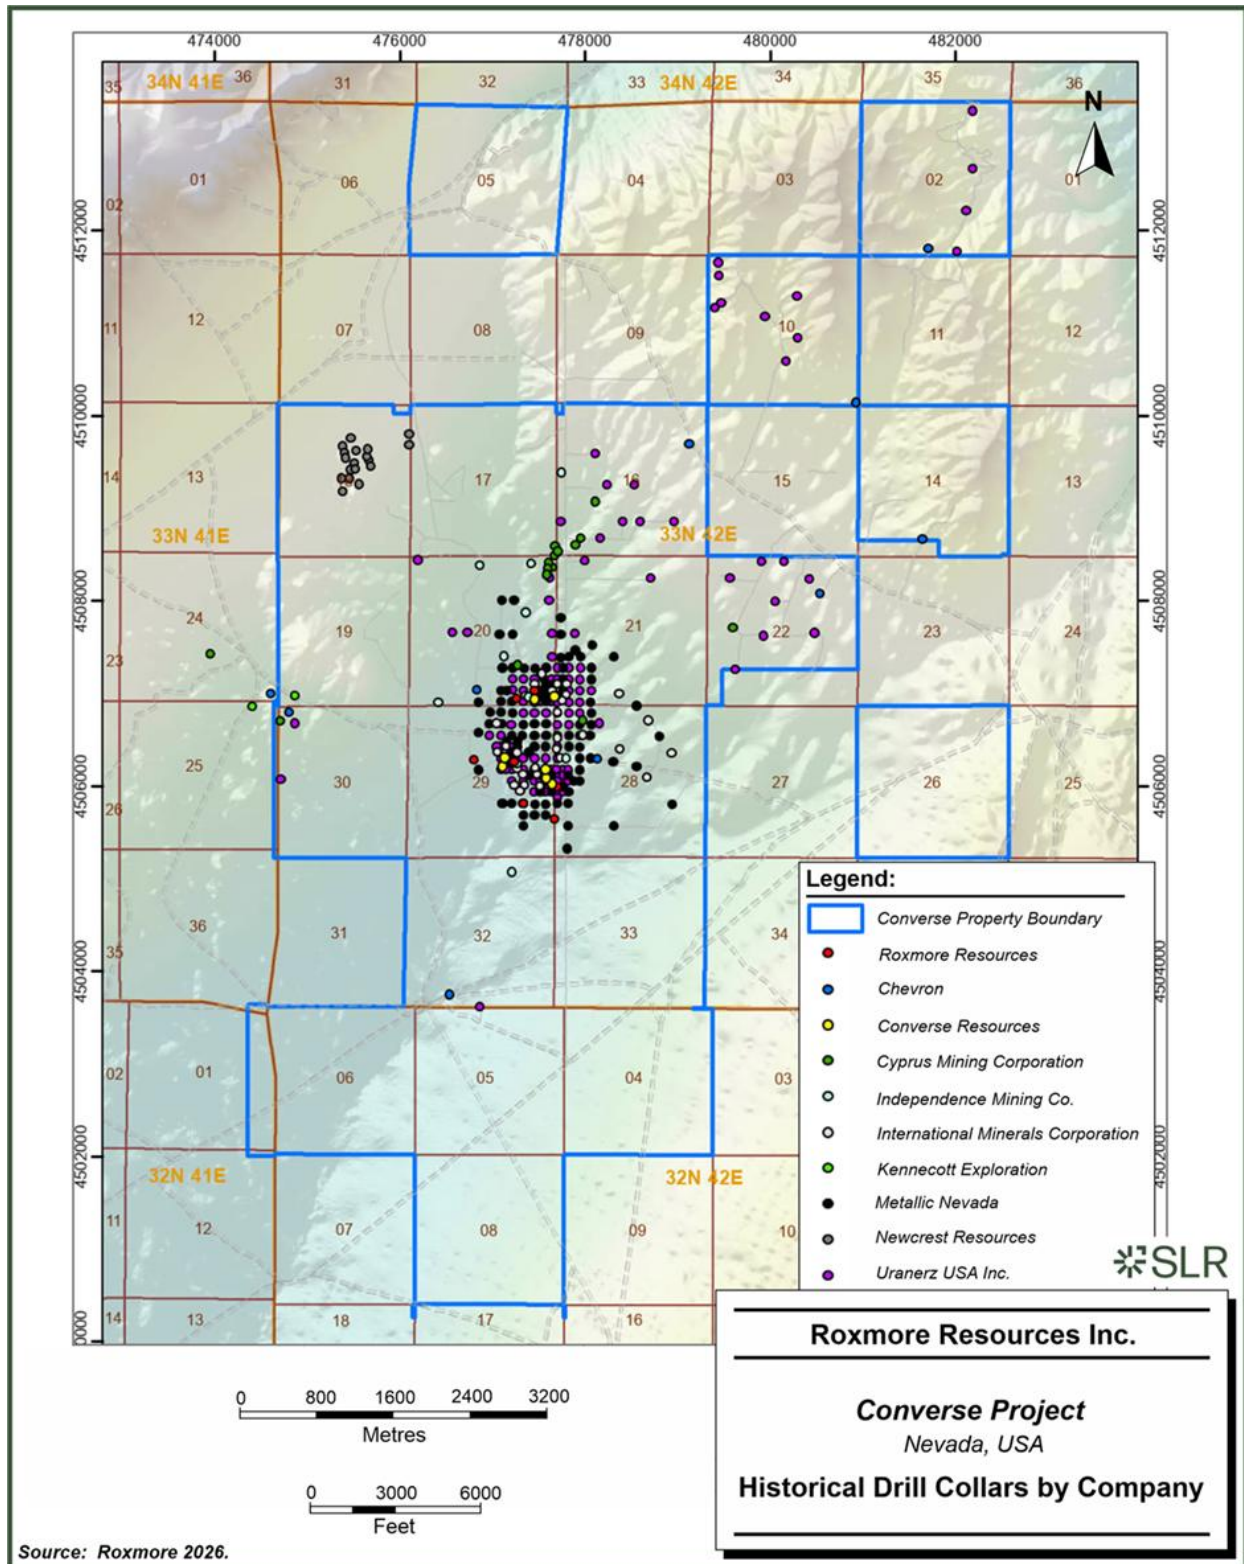 474000 476000 478000 480000 482000
35 34N 41E 36 31 32 33 34N 42E 34 35 36
N
01 06 05 04 03 02 01
02
4512000 4512000
11 12 07 08 09 10 11 12
4510000 4510000
14 13 17 16 15 14 13
33N 41E 33N 42E
4508000 4508000
23 24 19 20 21 22 23 24
26 25 30 29 28 27 26 25
4506000 4506000
35 36 31 32 33 34
4504000 4504000
02 01 06 05 04 03
4502000 4502000
32N 41E 32N 42E
11 12 07 08 09 10
14 13 18 17 16
0000
Legend:
Converse Property Boundary
Roxmore Resources
Chevron
Converse Resources
Cyprus Mining Corporation
Independence Mining Co.
International Minerals Corporation
Kennecott Exploration
Metallic Nevada
Newcrest Resources
Uranerz USA Inc.
SLR
Roxmore Resources Inc.
Converse Project
Nevada, USA
Historical Drill Collars by Company
0 800 1600 2400 3200
Metres
0 3000 6000
Feet
Source: Roxmore 2026.